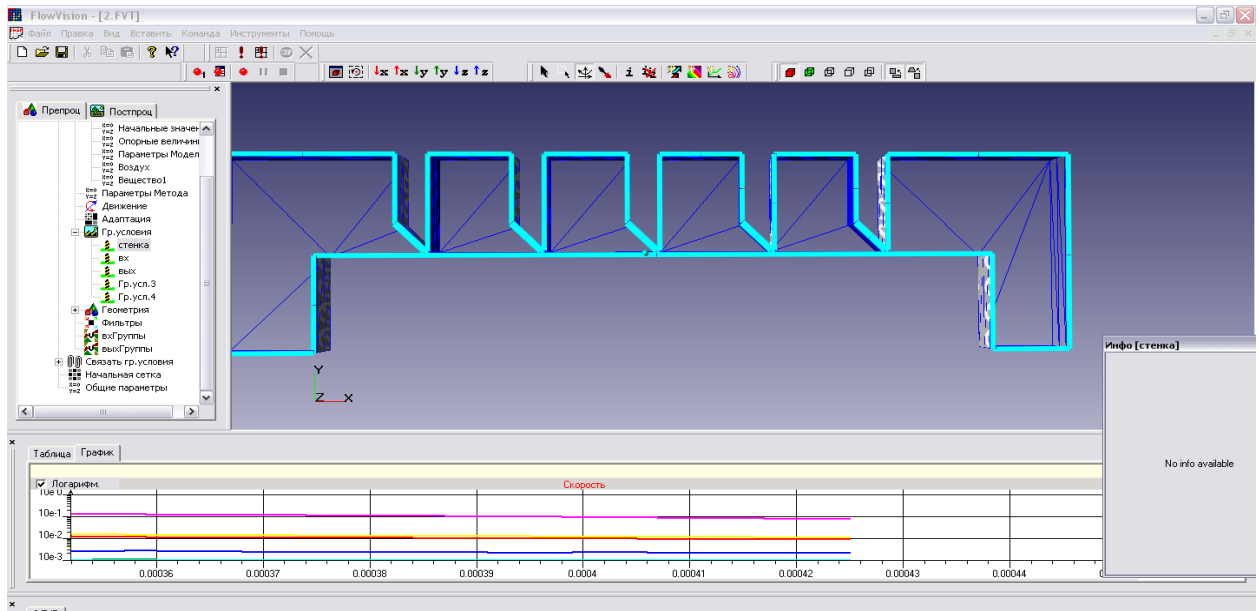 FlowVision - [2.FVT]
Файл Правка Вид Вставить Команда Инструменты Помощь
Препроц Постпроц
Начальные значен
Опорные величин
Параметры Модел
Воздух
Вещество1
Параметры Метода
Движение
Адаптация
Гр.условия
стенка
вх
вых
Гр.усл.3
Гр.усл.4
Геометрия
Фильтры
вхГруппы
выхГруппы
Связать гр.условия
Начальная сетка
Общие параметры
Y
Z X
Инфо [стенка]
No info available
Таблица График
Логарифм. Скорость
10e 0
10e-1
10e-2
10e-3
0.00036 0.00037 0.00038 0.00039 0.0004 0.00041 0.00042 0.00043 0.00044